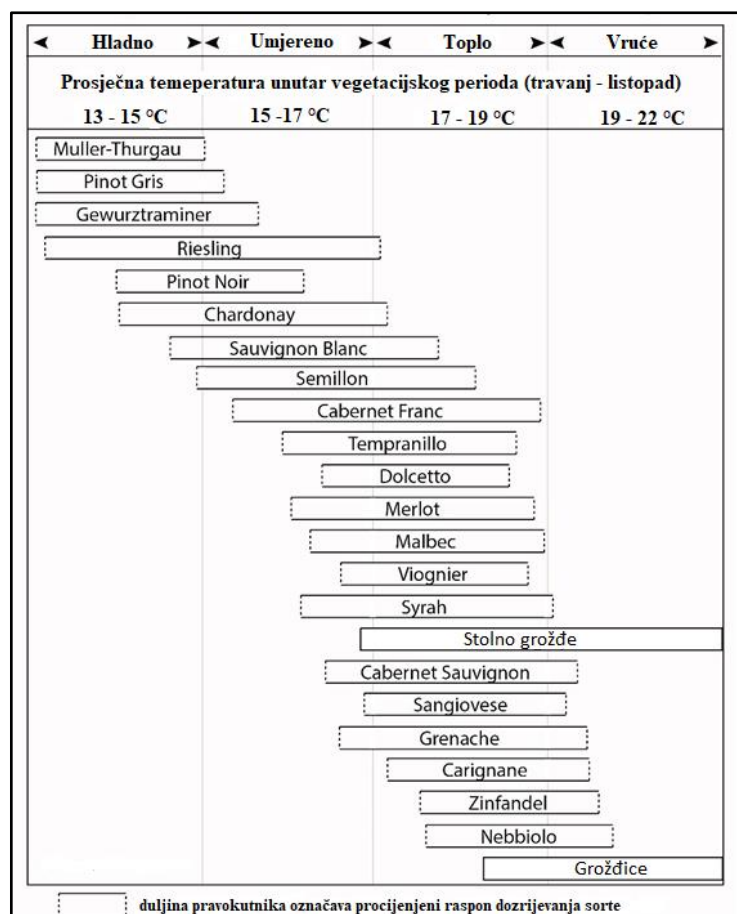 Hladno Umjereno Toplo Vruće
Prosječna temeperatura unutar vegetacijskog perioda (travanj - listopad)
13 - 15 °C 15 -17 °C 17 - 19 °C 19 - 22 °C
Muller-Thurgau
Pinot Gris
Gewurztraminer
Riesling
Pinot Noir
Chardonay
Sauvignon Blanc
Semillon
Cabernet Franc
Tempranillo
Dolcetto
Merlot
Malbec
Viognier
Syrah
Stolno grožđe
Cabernet Sauvignon
Sangiovese
Grenache
Carignane
Zinfandel
Nebbiolo
Grožđice
duljina pravokutnika označava procijenjeni raspon dozrijevanja sorte